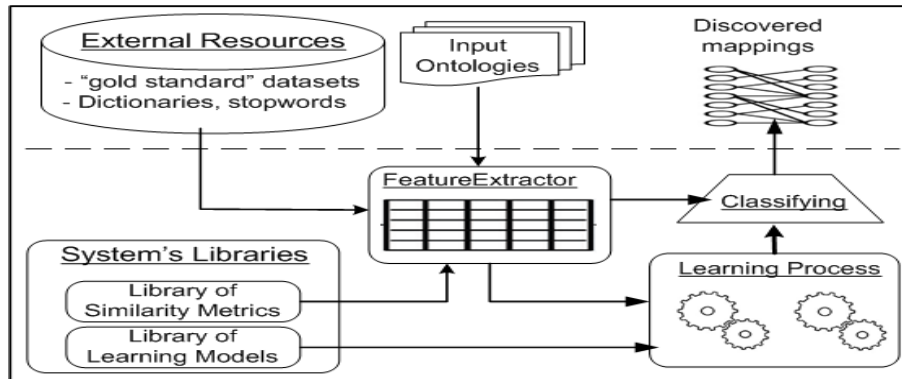 External Resources
- "gold standard" datasets
- Dictionaries, stopwords
Input
Ontologies
Discovered
mappings
FeatureExtractor
Classifying
System's Libraries
Library of
Similarity Metrics
Library of
Learning Models
Learning Process